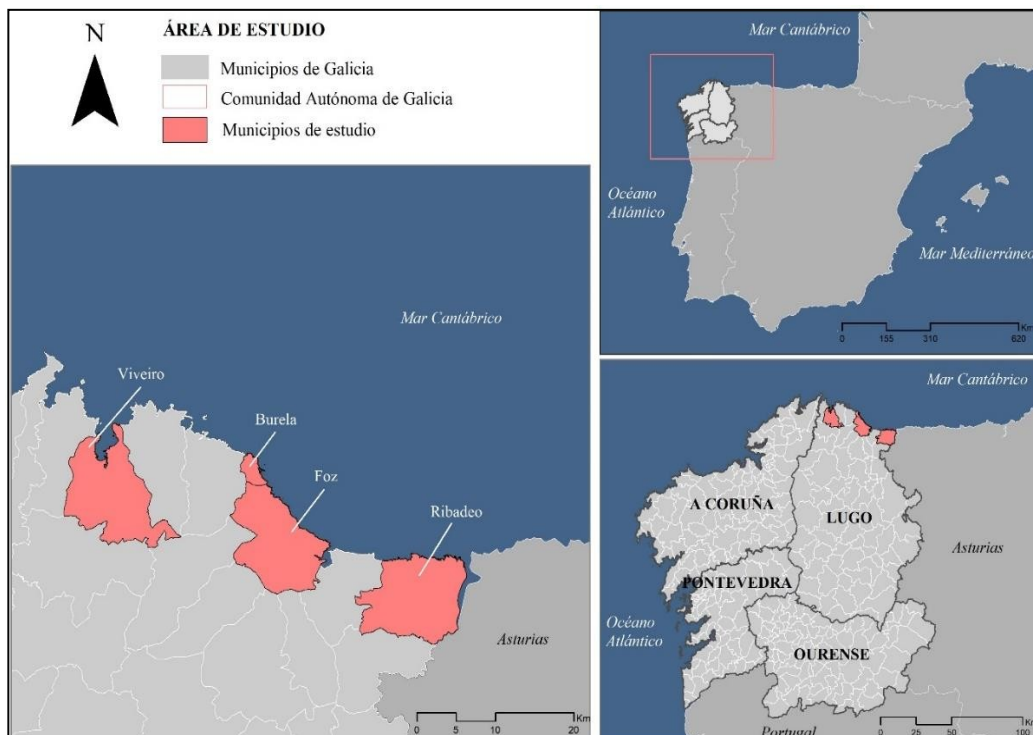 N
ÁREA DE ESTUDIO
Municipios de Galicia
Comunidad Autónoma de Galicia
Municipios de estudio
Mar Cantábrico
Viveiro
Burela
Foz
Ribadeo
Asturias
0 5 10 20 Km
Mar Cantábrico
Océano
Atlántico
Mar Mediterráneo
0 155 310 620 Km
Mar Cantábrico
A CORUÑA
LUGO
Asturias
PONTEVEDRA
Océano
Atlántico
OURENSE
Portugal
0 25 50 100 Km